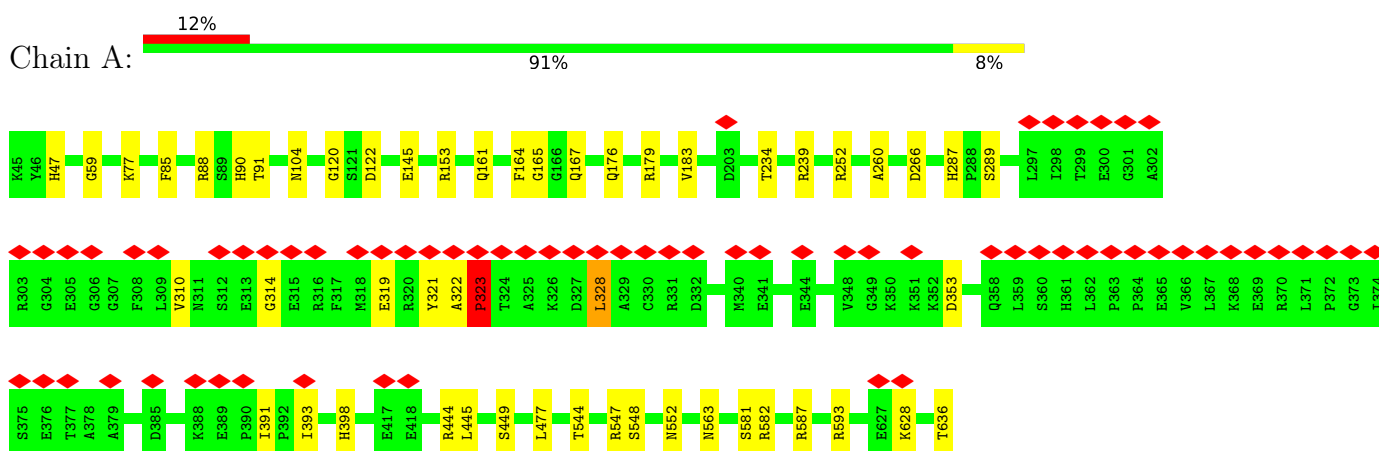 12%
Chain A:
91% 8%
K45 Y46 H47 G59 K77 F85 R88 S89 H90 T91 N104 G120 S121 D122 E145 R153 Q161 F164 G165 G166 Q167 Q176 R179 V183 D203 T234 R239 R252 A260 D266 H287 P288 S289 L297 I298 T299 E300 G301 A302
R303 G304 E305 G306 G307 F308 L309 V310 N311 S312 E313 G314 E315 R316 F317 M318 E319 R320 Y321 A322 P323 T324 A325 K326 D327 L328 A329 C330 R331 D332 M340 E341 E344 V348 G349 K350 K351 K352 D353 Q358 L359 S360 H361 L362 P363 P364 E365 V366 L367 K368 E369 R370 L371 P372 G373 I374
S375 E376 T377 A378 A379 D385 K388 E389 P390 I391 P392 I393 H398 E417 E418 R444 L445 S449 L477 T544 R547 S548 N552 N563 S581 R582 R587 R593 E627 K628 T636